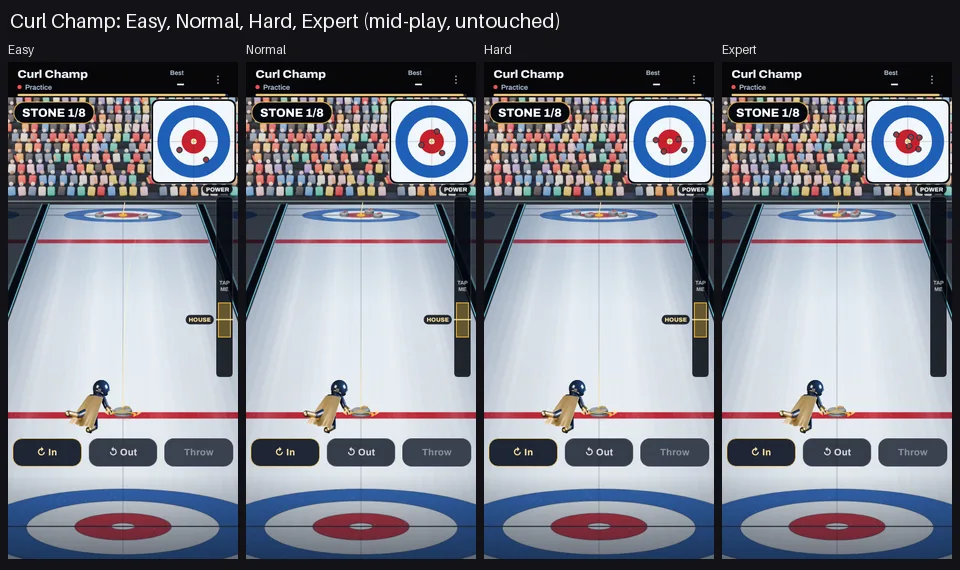 Curl Champ: Easy, Normal, Hard, Expert (mid-play, untouched)
Easy
Normal
Hard
Expert
Curl Champ
Practice
Best
–
STONE 1/8
POWER
TAP
ME
HOUSE
In
Out
Throw
Curl Champ
Practice
Best
–
STONE 1/8
POWER
TAP
ME
HOUSE
In
Out
Throw
Curl Champ
Practice
Best
–
STONE 1/8
POWER
TAP
ME
HOUSE
In
Out
Throw
Curl Champ
Practice
Best
–
STONE 1/8
POWER
TAP
ME
In
Out
Throw